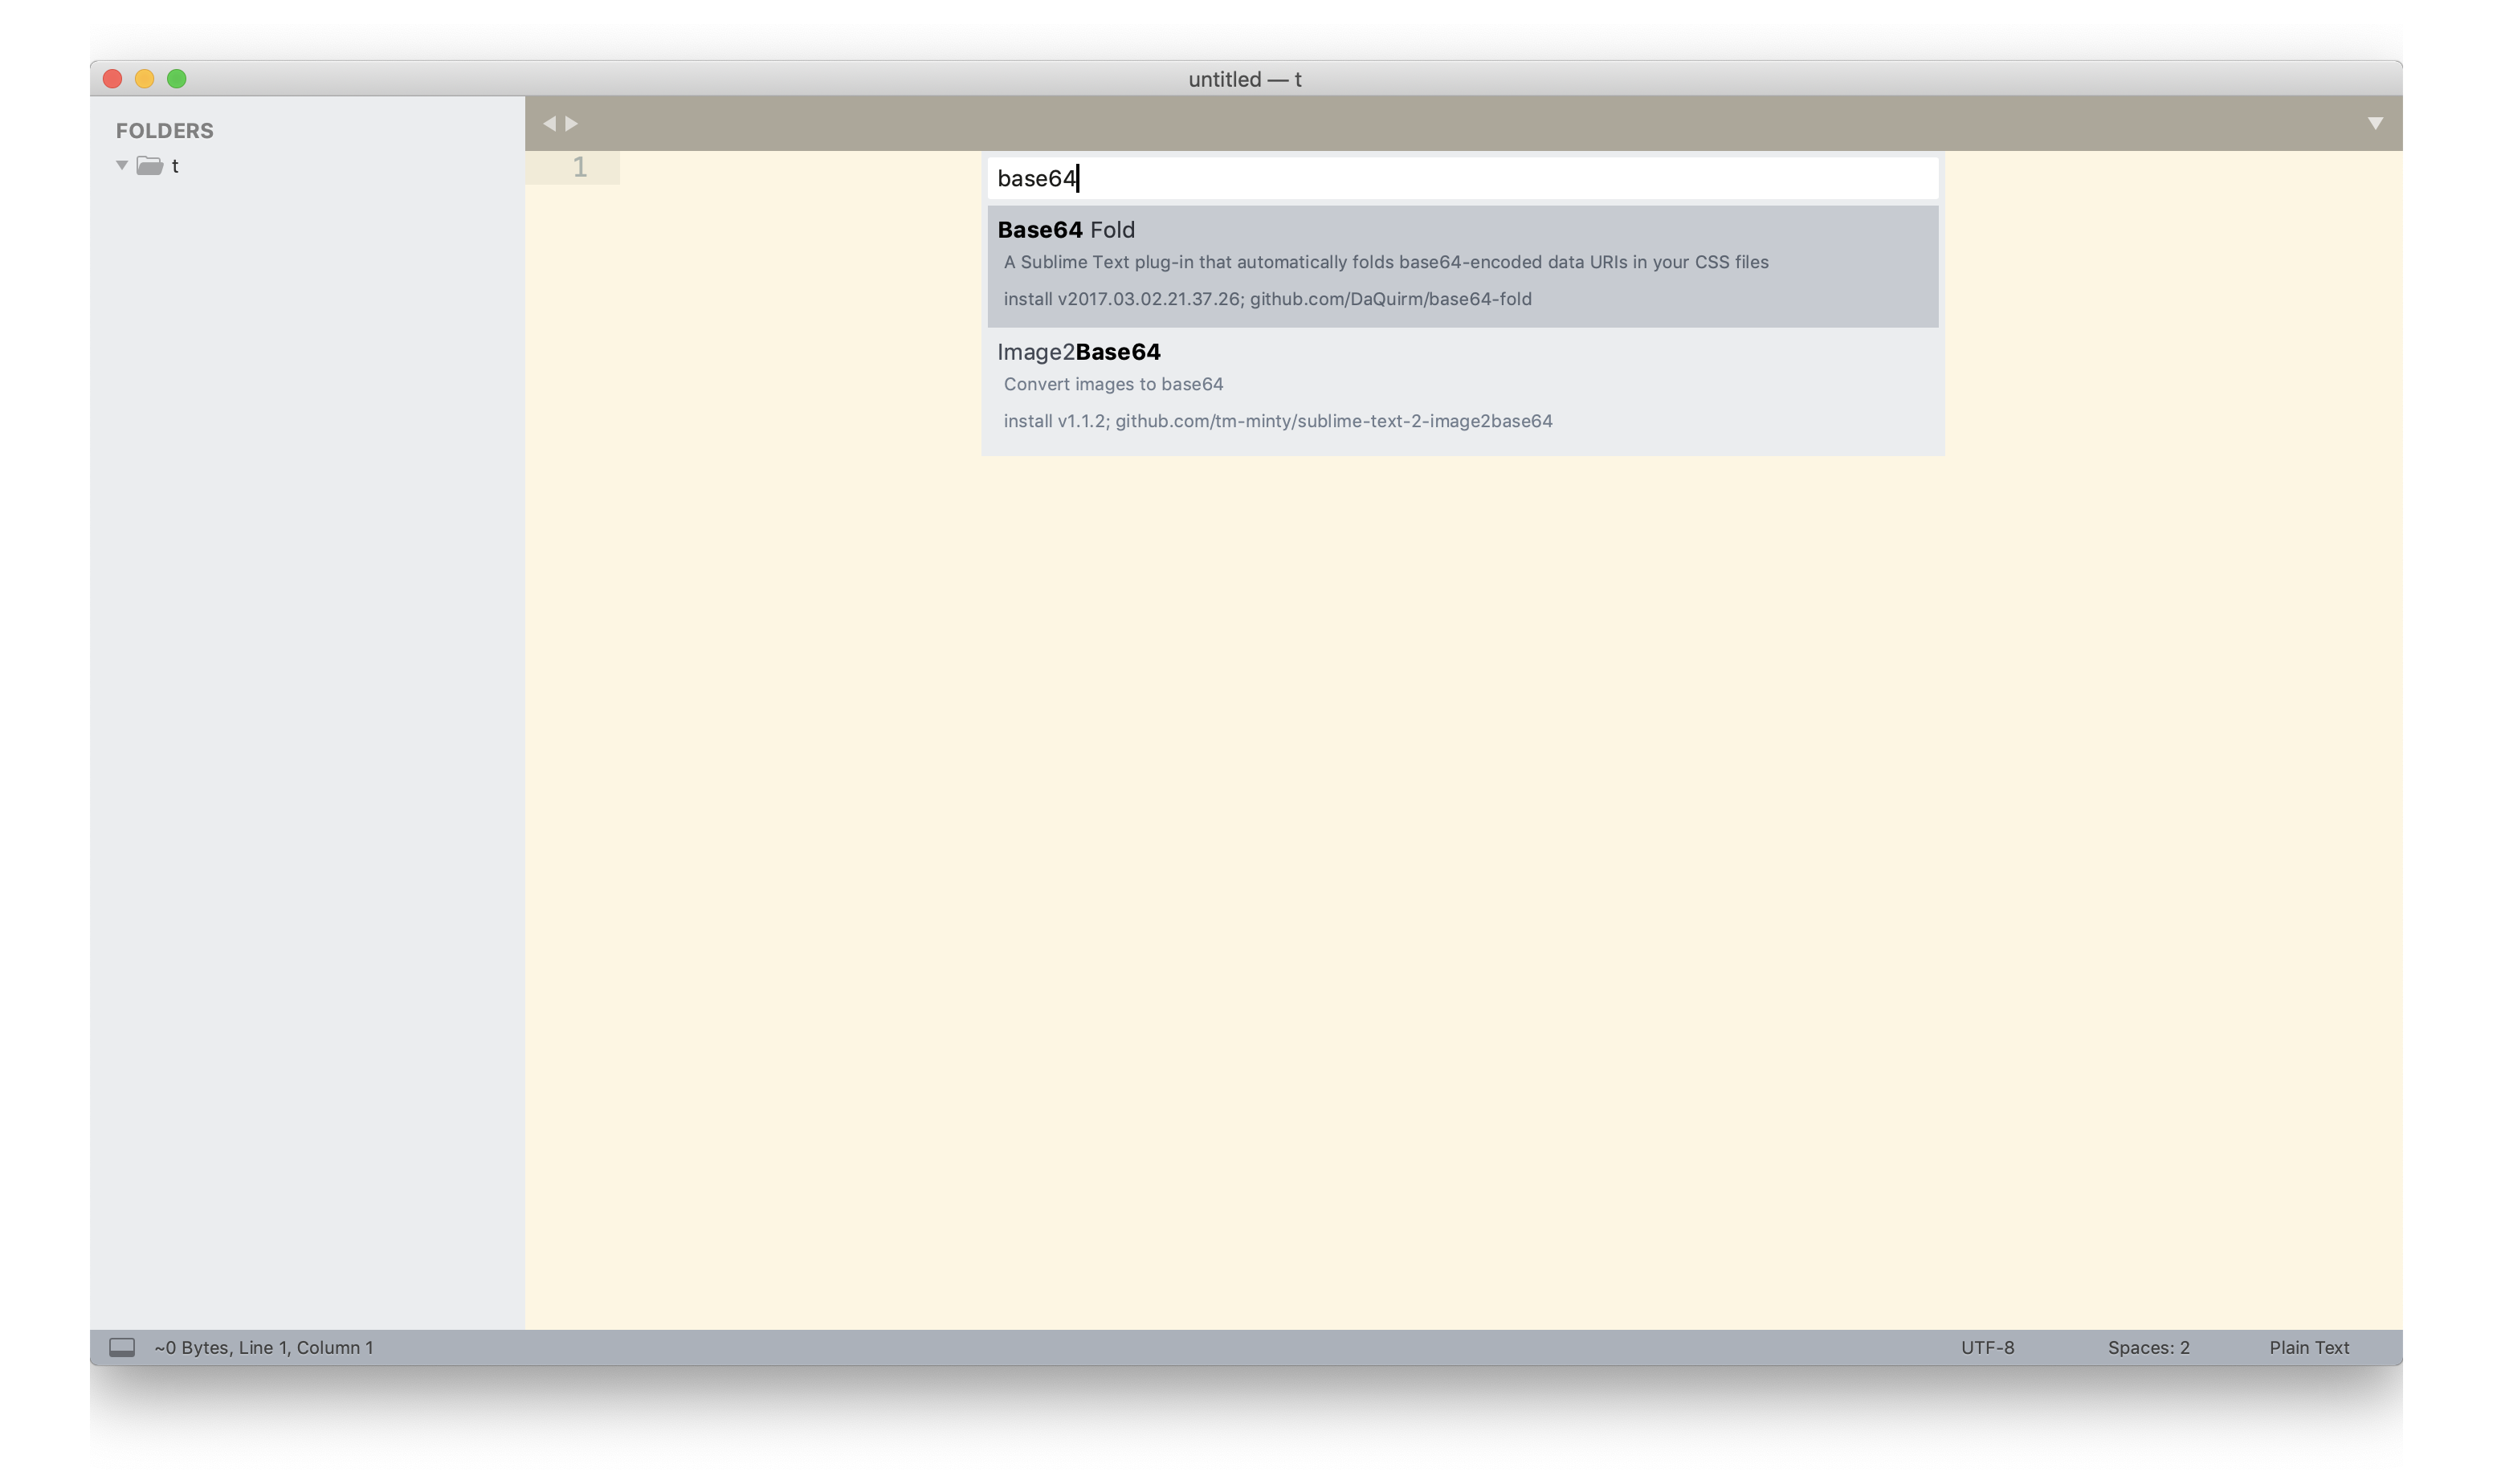 untitled — t
FOLDERS
t
1
base64
Base64 Fold
A Sublime Text plug-in that automatically folds base64-encoded data URIs in your CSS files
install v2017.03.02.21.37.26; github.com/DaQuirm/base64-fold
Image2Base64
Convert images to base64
install v1.1.2; github.com/tm-minty/sublime-text-2-image2base64
~0 Bytes, Line 1, Column 1
UTF-8
Spaces: 2
Plain Text